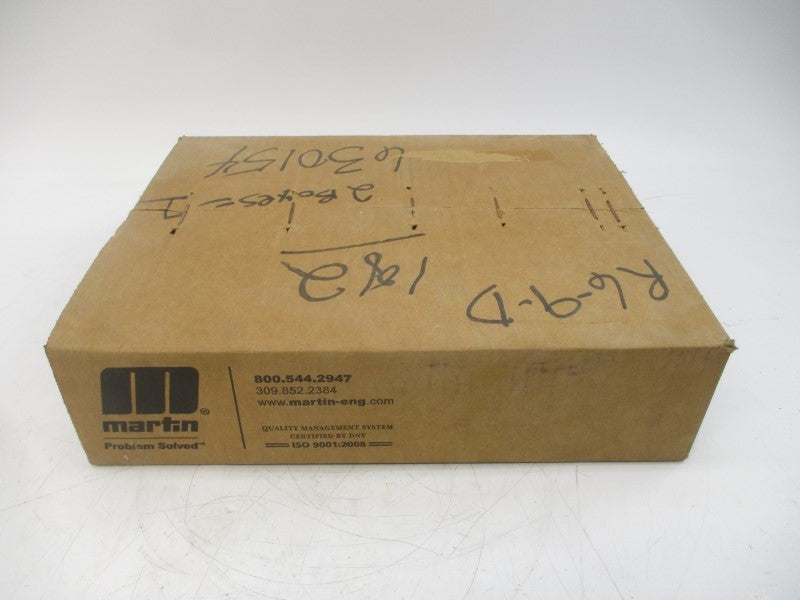 630154
2 Boxes = 1
1 & 2
R6-9-D
martin®
Problem Solved™
800.544.2947
309.852.2384
www.martin-eng.com
QUALITY MANAGEMENT SYSTEM
CERTIFIED BY DNV
ISO 9001:2008